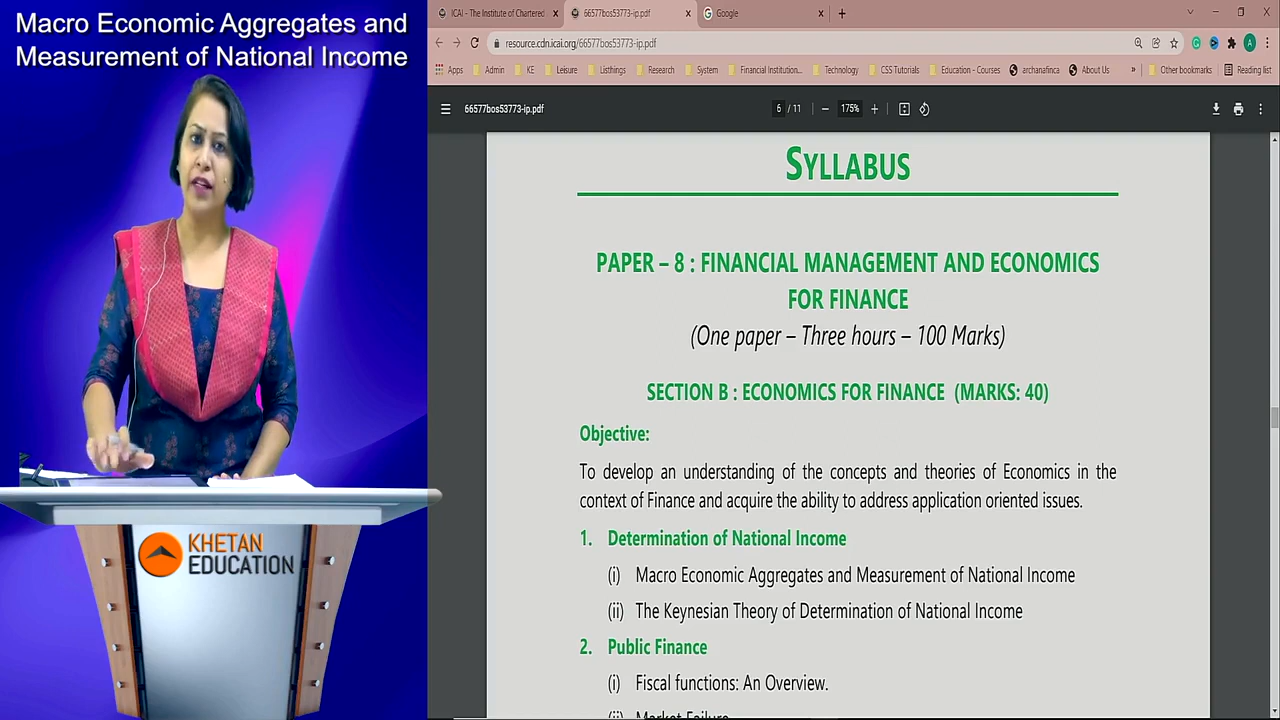 Macro Economic Aggregates and
Measurement of National Income
KHETAN
EDUCATION
ICAI - The Institute of Chartered
66577bos53773-ip.pdf
Google
resource.cdn.icai.org/66577bos53773-ip.pdf
Apps Admin KE Leisure Listhings Research System Financial Institution... Technology CSS Tutorials Education - Courses archanafinca About Us » Other bookmarks Reading list
66577bos53773-ip.pdf 6 / 11 175%
SYLLABUS
PAPER – 8 : FINANCIAL MANAGEMENT AND ECONOMICS
FOR FINANCE
(One paper – Three hours – 100 Marks)
SECTION B : ECONOMICS FOR FINANCE (MARKS: 40)
Objective:
To develop an understanding of the concepts and theories of Economics in the
context of Finance and acquire the ability to address application oriented issues.
1. Determination of National Income
(i) Macro Economic Aggregates and Measurement of National Income
(ii) The Keynesian Theory of Determination of National Income
2. Public Finance
(i) Fiscal functions: An Overview.
(ii) Market Failure